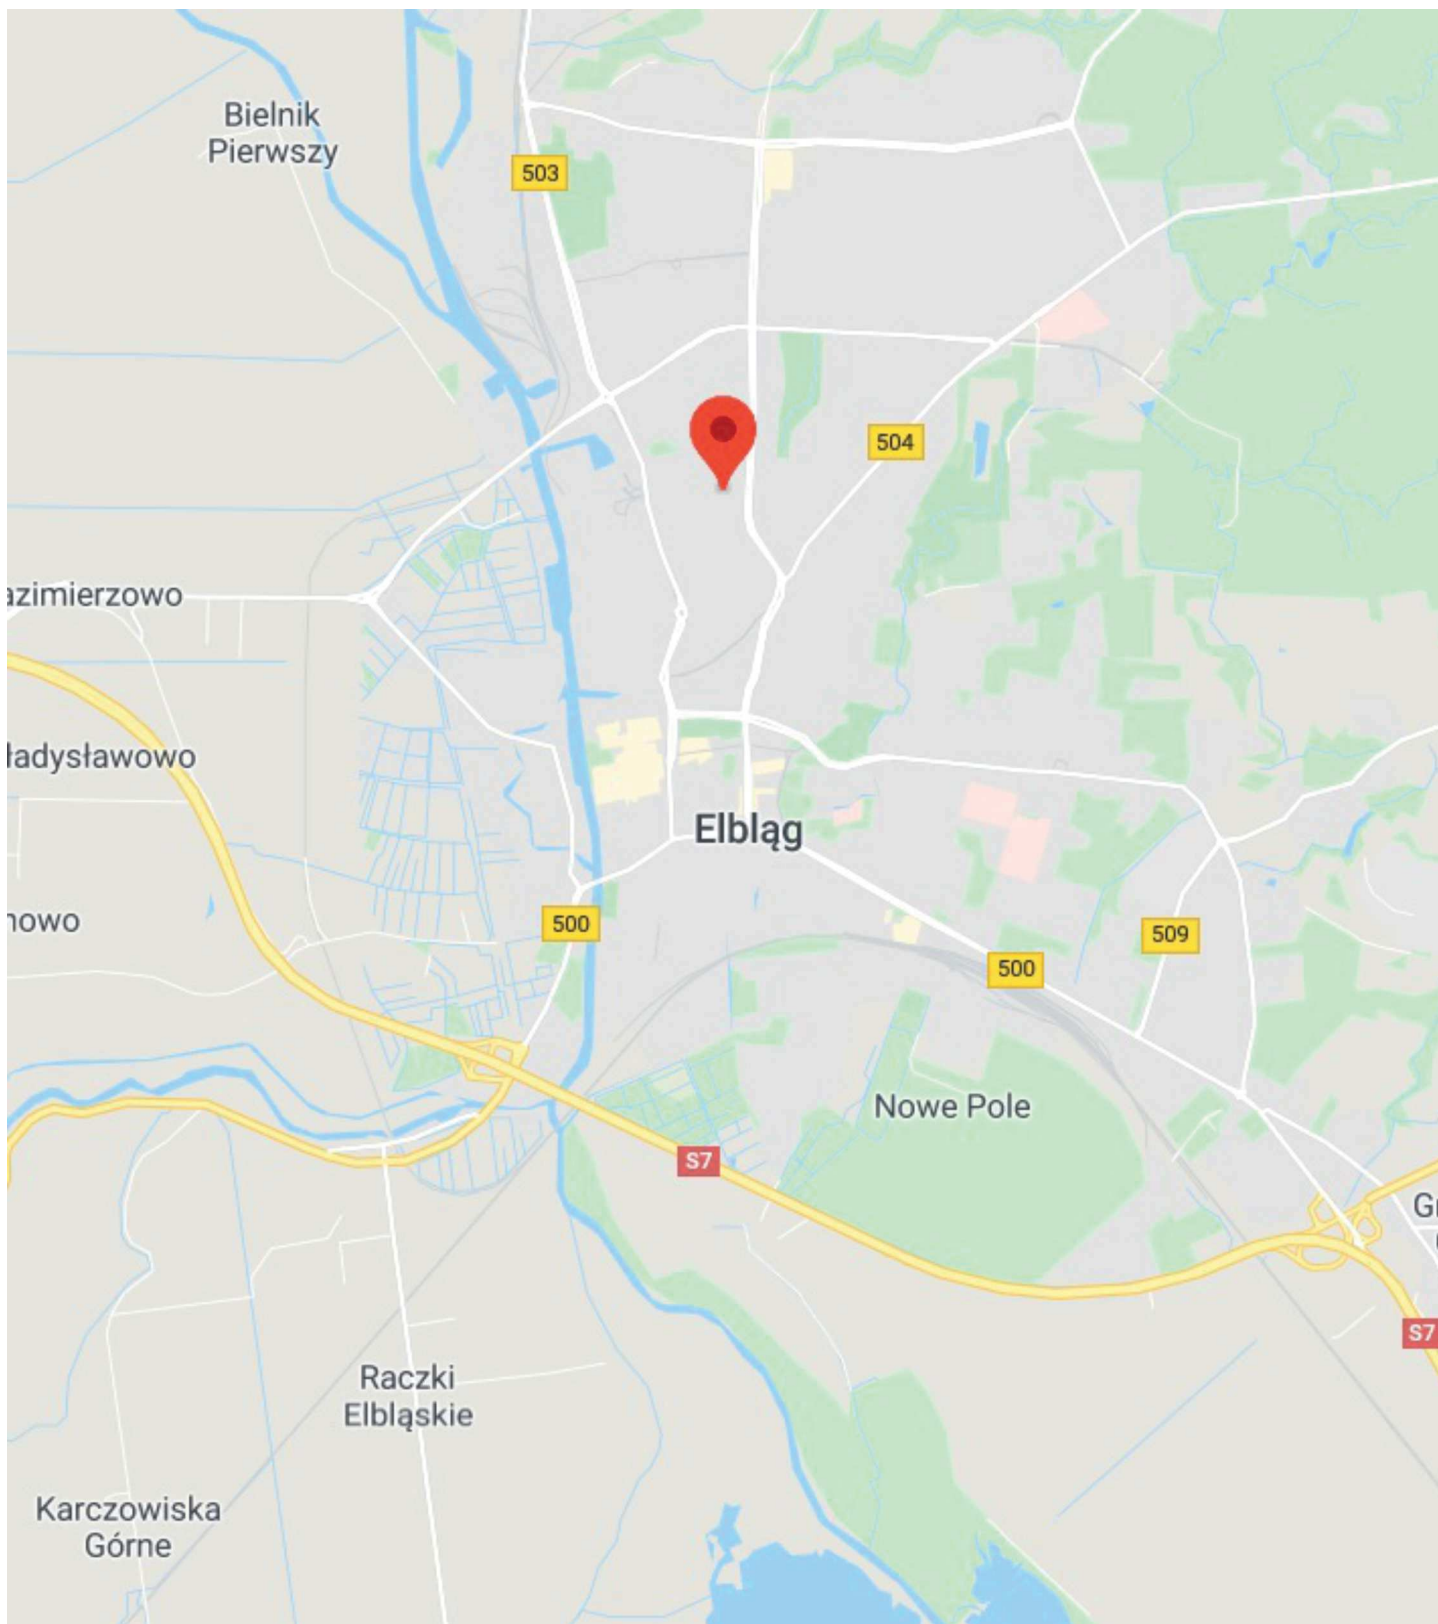 Bielnik
Pierwszy
503
504
azimierzowo
ładysławowo
Elbląg
nowo
500
509
500
Nowe Pole
S7
Gr
S7
Raczki
Elbląskie
Karczowiska
Górne